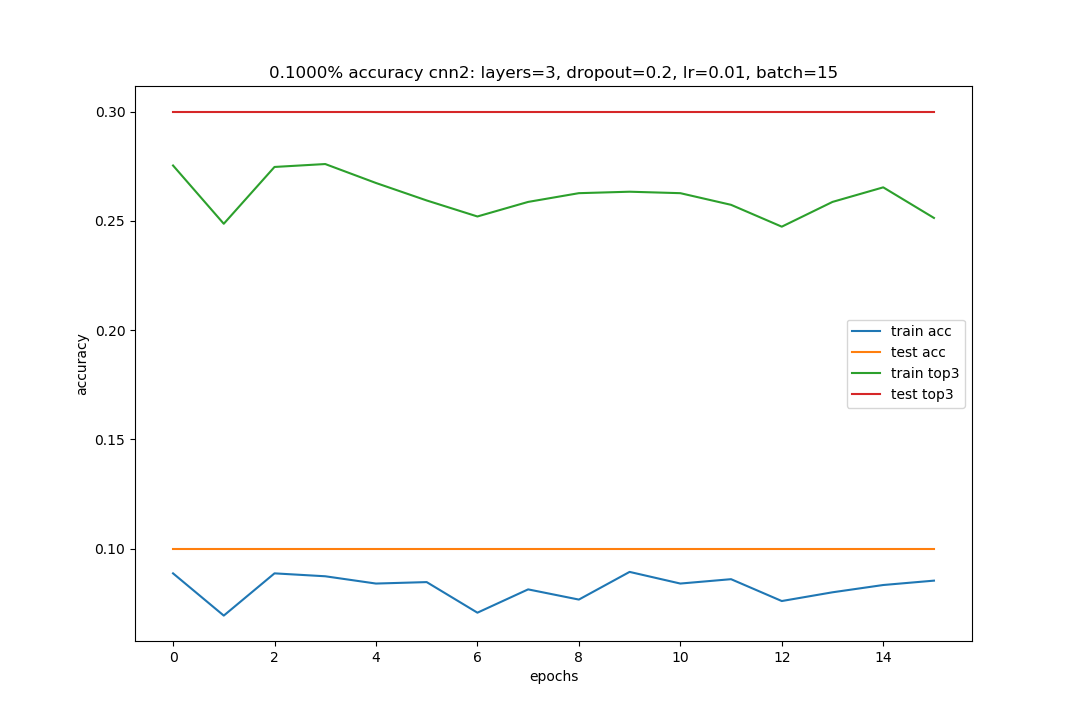 0.1000% accuracy cnn2: layers=3, dropout=0.2, lr=0.01, batch=15
0.30
0.25
0.20
0.15
0.10
accuracy
train acc
test acc
train top3
test top3
0 2 4 6 8 10 12 14
epochs